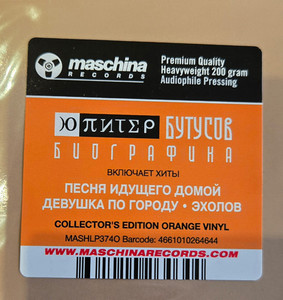 maschina
RECORDS
Premium Quality
Heavyweight 200 gram
Audiophile Pressing
Ю ПИТЕР БУТУСОВ
БИОГРАФИКА
ВКЛЮЧАЕТ ХИТЫ
ПЕСНЯ ИДУЩЕГО ДОМОЙ
ДЕВУШКА ПО ГОРОДУ • ЭХОЛОВ
COLLECTOR'S EDITION ORANGE VINYL
MASHLP374O Barcode: 4661010264644
WWW.MASCHINARECORDS.COM